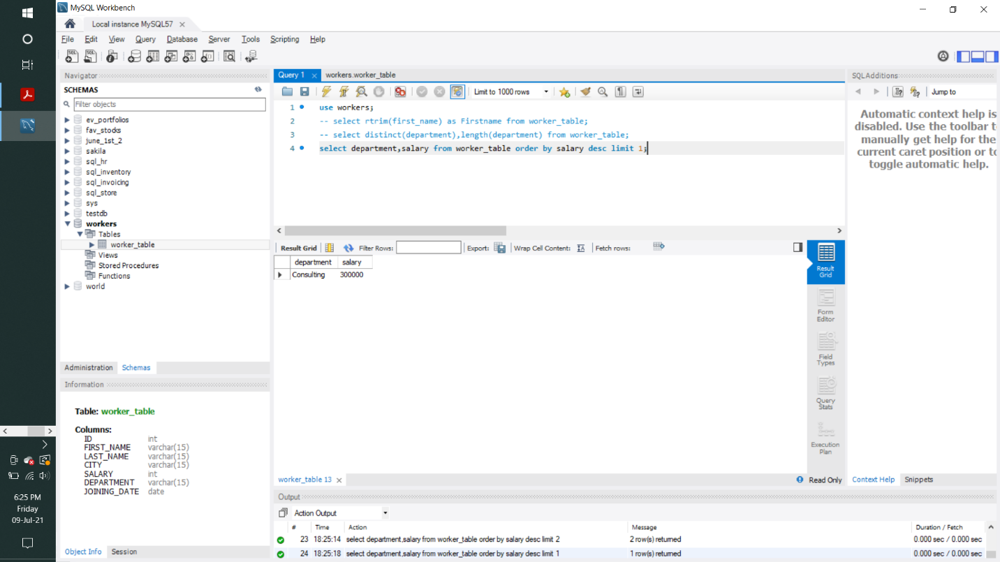 MySQL Workbench
Local instance MySQL57
File Edit View Query Database Server Tools Scripting Help
Navigator
SCHEMAS
Filter objects
ev_portfolios
fav_stocks
june_1st_2
sakila
sql_hr
sql_inventory
sql_invoicing
sql_store
sys
testdb
workers
Tables
worker_table
Views
Stored Procedures
Functions
world
Administration Schemas
Information
Table: worker_table
Columns:
ID int
FIRST_NAME varchar(15)
LAST_NAME varchar(15)
CITY varchar(15)
SALARY int
DEPARTMENT varchar(15)
JOINING_DATE date
Object Info Session
Query 1 workers.worker_table
Limit to 1000 rows
1 use workers;
2 -- select rtrim(first_name) as Firstname from worker_table;
3 -- select distinct(department),length(department) from worker_table;
4 select department,salary from worker_table order by salary desc limit 1;
Result Grid Filter Rows: Export: Wrap Cell Content: Fetch rows:
department salary
Consulting 300000
Result
Grid
Form
Editor
Field
Types
Query
Stats
Execution
Plan
worker_table 13 Read Only
SQLAdditions
Jump to
Automatic context help is
disabled. Use the toolbar t
manually get help for the
current caret position or to
toggle automatic help.
Context Help Snippets
Output
Action Output
# Time Action Message Duration / Fetch
23 18:25:14 select department,salary from worker_table order by salary desc limit 2 2 row(s) returned 0.000 sec / 0.000 sec
24 18:25:18 select department,salary from worker_table order by salary desc limit 1 1 row(s) returned 0.000 sec / 0.000 sec
6:25 PM
Friday
09-Jul-21